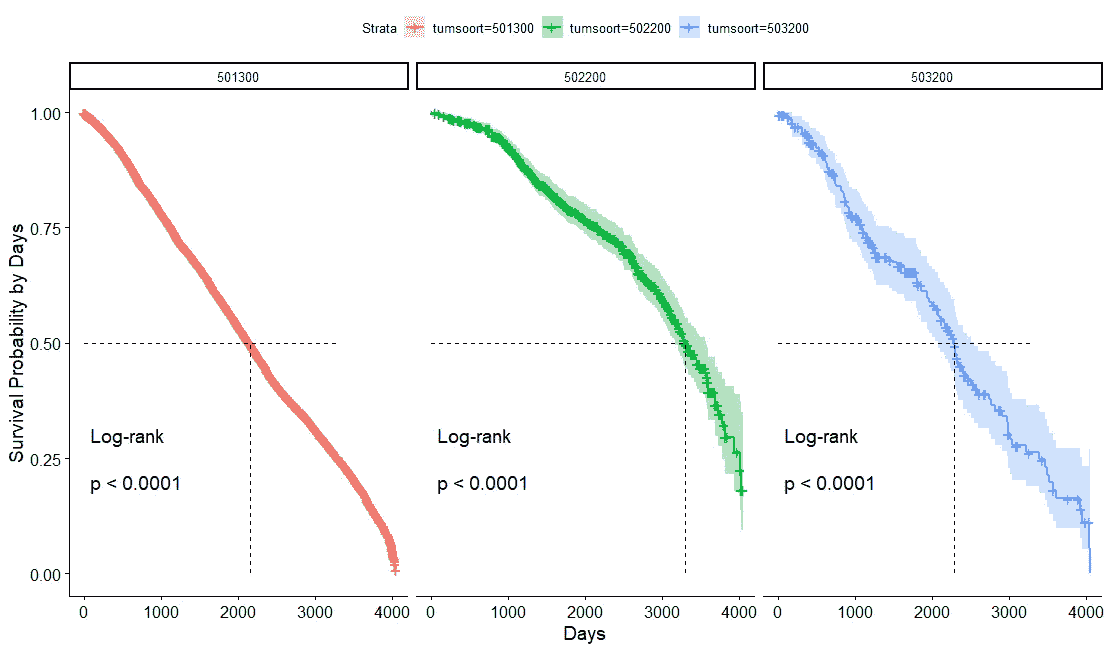 Strata tumsoort=501300 tumsoort=502200 tumsoort=503200
501300 502200 503200
1.00
0.75
0.50
0.25
0.00
Survival Probability by Days
Log-rank
p < 0.0001
Log-rank
p < 0.0001
Log-rank
p < 0.0001
0 1000 2000 3000 4000 0 1000 2000 3000 4000 0 1000 2000 3000 4000
Days